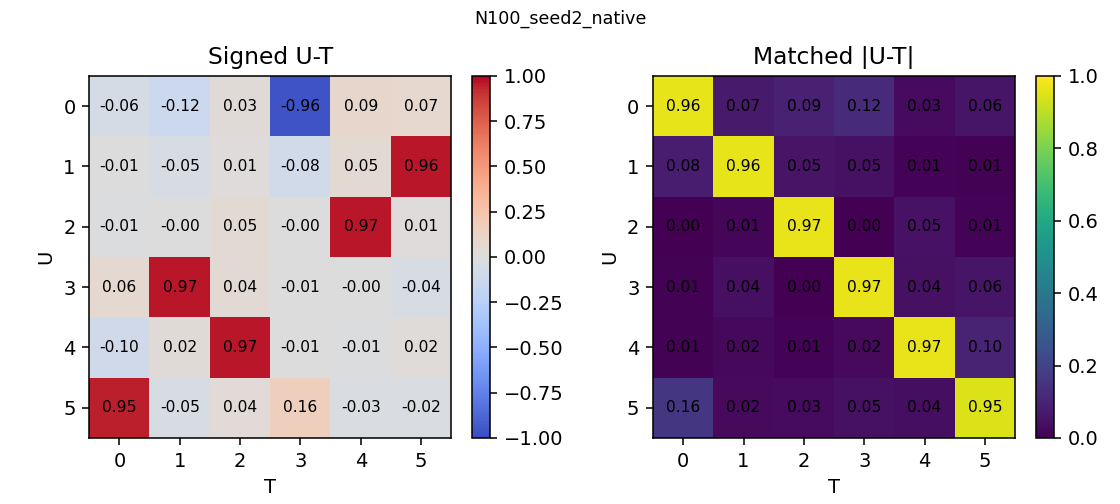 N100_seed2_native
Signed U-T
Matched |U-T|
U
0
1
2
3
4
5
-0.06 -0.12 0.03 -0.96 0.09 0.07
-0.01 -0.05 0.01 -0.08 0.05 0.96
-0.01 -0.00 0.05 -0.00 0.97 0.01
0.06 0.97 0.04 -0.01 -0.00 -0.04
-0.10 0.02 0.97 -0.01 -0.01 0.02
0.95 -0.05 0.04 0.16 -0.03 -0.02
0 1 2 3 4 5
T
1.00
0.75
0.50
0.25
0.00
−0.25
−0.50
−0.75
−1.00
U
0
1
2
3
4
5
0.96 0.07 0.09 0.12 0.03 0.06
0.08 0.96 0.05 0.05 0.01 0.01
0.00 0.01 0.97 0.00 0.05 0.01
0.01 0.04 0.00 0.97 0.04 0.06
0.01 0.02 0.01 0.02 0.97 0.10
0.16 0.02 0.03 0.05 0.04 0.95
0 1 2 3 4 5
T
1.0
0.8
0.6
0.4
0.2
0.0